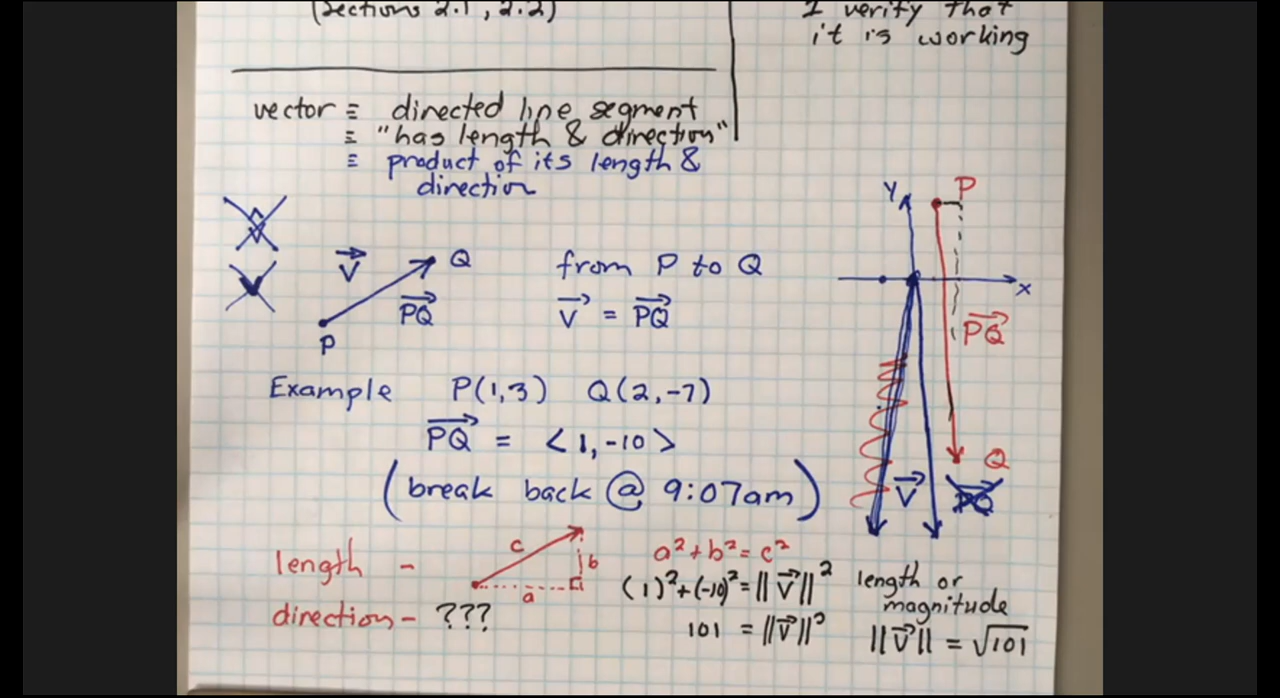 (Sections 2.1, 2.2)
I verify that
it is working
vector ≡ directed line segment
≡ "has length & direction"
≡ product of its length &
direction
V⃗
Q
PQ⃗
P
from P to Q
V⃗ = PQ⃗
Y
P
x
PQ⃗
Q
V⃗
PQ⃗
Example P(1,3) Q(2,-7)
PQ⃗ = <1,-10>
(break back @ 9:07am)
length -
direction - ???
c
b
a
a²+b²=c²
(1)²+(-10)²=||V⃗||²
101 = ||V⃗||²
length or
magnitude
||V⃗|| = √101